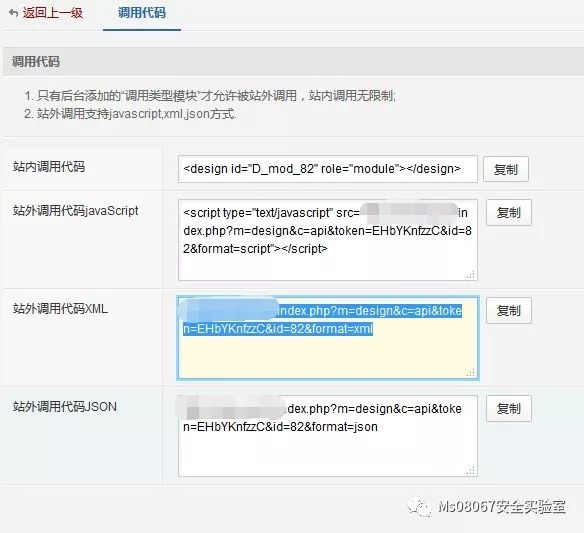 返回上一级 调用代码
调用代码
1. 只有后台添加的“调用类型模块”才允许被站外调用，站内调用无限制;
2. 站外调用支持javascript,xml,json方式.
站内调用代码
<design id="D_mod_82" role="module"></design>
复制
站外调用代码javaScript
<script type="text/javascript" src=
in
dex.php?m=design&c=api&token=EHbYKnfzzC&id=8
2&format=script"></script>
复制
站外调用代码XML
index.php?m=design&c=api&toke
n=EHbYKnfzzC&id=82&format=xml
复制
站外调用代码JSON
index.php?m=design&c=api&toke
n=EHbYKnfzzC&id=82&format=json
复制
Ms08067安全实验室